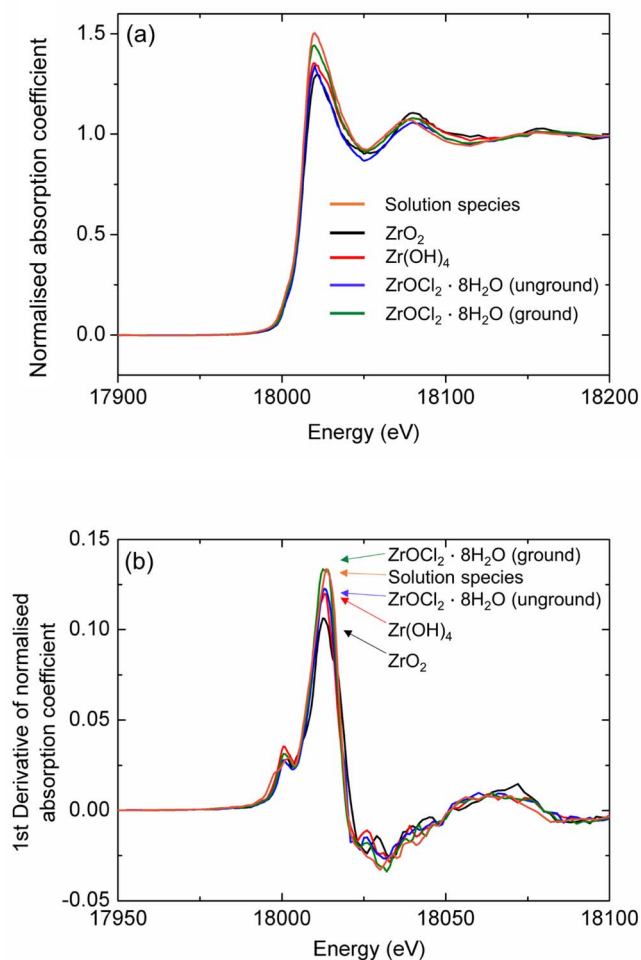 (a)
Normalised absorption coefficient
1.5
1.0
0.5
0.0
Solution species
ZrO₂
Zr(OH)₄
ZrOCl₂ · 8H₂O (unground)
ZrOCl₂ · 8H₂O (ground)
17900 18000 18100 18200
Energy (eV)
(b)
1st Derivative of normalised
absorption coefficient
0.15
0.10
0.05
0.00
-0.05
ZrOCl₂ · 8H₂O (ground)
Solution species
ZrOCl₂ · 8H₂O (unground)
Zr(OH)₄
ZrO₂
17950 18000 18050 18100
Energy (eV)